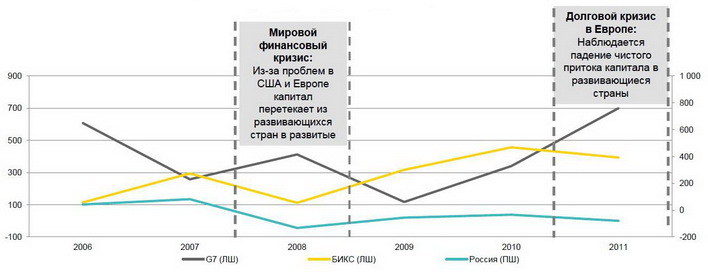 Мировой
финансовый
кризис:
Из-за проблем в
США и Европе
капитал
перетекает из
развивающихся
стран в развитые
Долговой кризис
в Европе:
Наблюдается
падение чистого
притока капитала в
развивающиеся
страны
900
700
500
300
100
-100
1 000
800
600
400
200
0
-200
2006
2007
2008
2009
2010
2011
G7 (ЛШ)
БИКС (ЛШ)
Россия (ПШ)